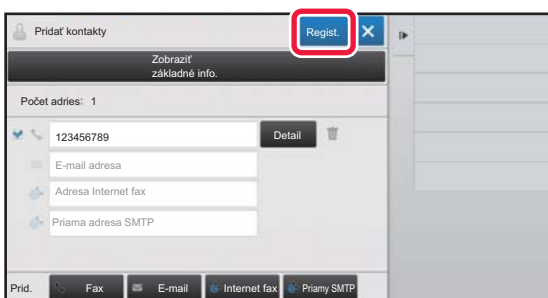 Pridať kontakty
Regist.
Zobraziť
základné info.
Počet adries: 1
123456789
Detail
E-mail adresa
Adresa Internet fax
Priama adresa SMTP
Prid.
Fax
E-mail
Internet fax
Priamy SMTP